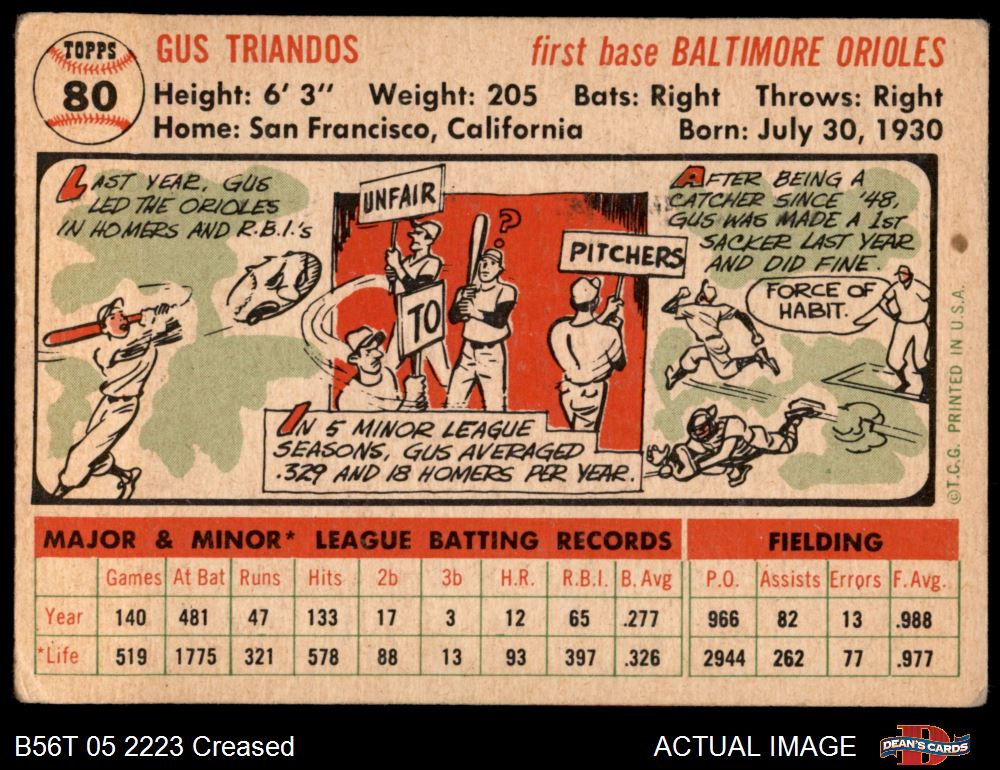 TOPPS
80
GUS TRIANDOS
first base BALTIMORE ORIOLES
Height: 6' 3" Weight: 205 Bats: Right Throws: Right
Home: San Francisco, California Born: July 30, 1930
LAST YEAR, GUS
LED THE ORIOLES
IN HOMERS AND R.B.I.'s
UNFAIR
TO
?
PITCHERS
IN 5 MINOR LEAGUE
SEASONS, GUS AVERAGED
.329 AND 18 HOMERS PER YEAR.
AFTER BEING A
CATCHER SINCE '48,
GUS WAS MADE A 1ST
SACKER LAST YEAR
AND DID FINE.
FORCE OF
HABIT.
©T.C.G. PRINTED IN U.S.A.
MAJOR & MINOR* LEAGUE BATTING RECORDS FIELDING
Games At Bat Runs Hits 2b 3b H.R. R.B.I. B. Avg P.O. Assists Errors F. Avg.
Year 140 481 47 133 17 3 12 65 .277 966 82 13 .988
*Life 519 1775 321 578 88 13 93 397 .326 2944 262 77 .977
B56T 05 2223 Creased
ACTUAL IMAGE
D
DEAN'S CARDS